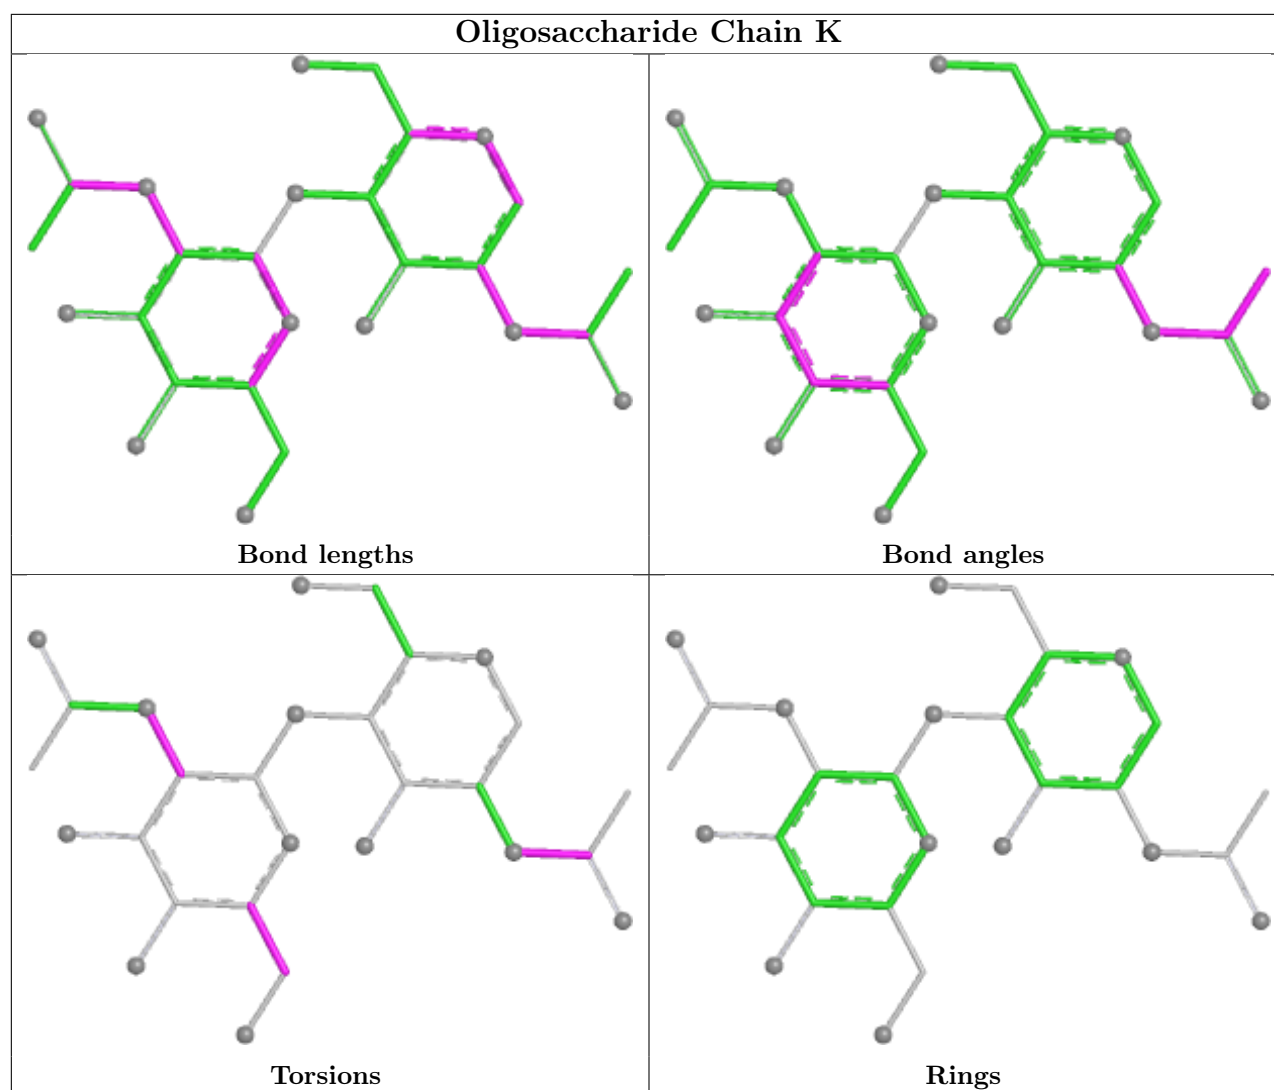 Oligosaccharide Chain K
Bond lengths
Bond angles
Torsions
Rings